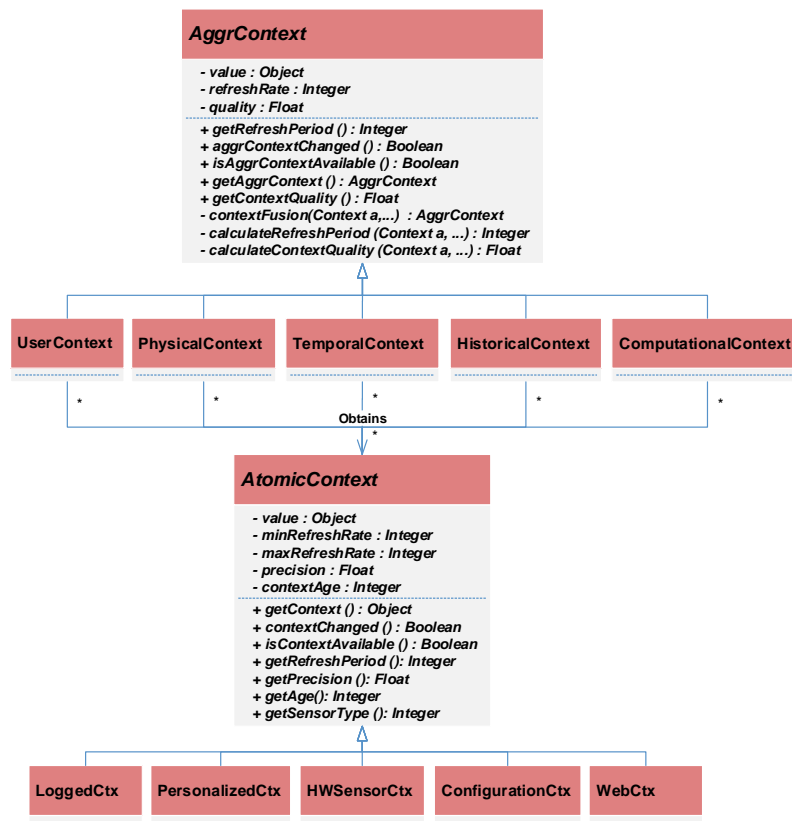 AggrContext
- value : Object
- refreshRate : Integer
- quality : Float
+ getRefreshPeriod () : Integer
+ aggrContextChanged () : Boolean
+ isAggrContextAvailable () : Boolean
+ getAggrContext () : AggrContext
+ getContextQuality () : Float
- contextFusion(Context a,...) : AggrContext
- calculateRefreshPeriod (Context a, ...) : Integer
- calculateContextQuality (Context a, ...) : Float
UserContext PhysicalContext TemporalContext HistoricalContext ComputationalContext
* * * * *
Obtains
*
AtomicContext
- value : Object
- minRefreshRate : Integer
- maxRefreshRate : Integer
- precision : Float
- contextAge : Integer
+ getContext () : Object
+ contextChanged () : Boolean
+ isContextAvailable () : Boolean
+ getRefreshPeriod (): Integer
+ getPrecision (): Float
+ getAge(): Integer
+ getSensorType (): Integer
LoggedCtx PersonalizedCtx HWSensorCtx ConfigurationCtx WebCtx